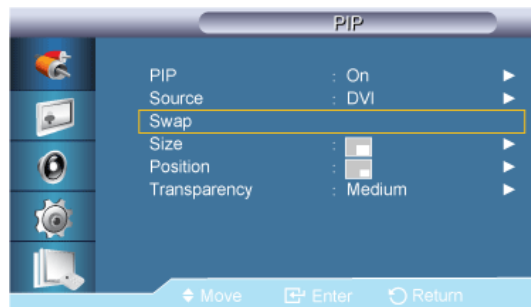 PIP
PIP : On
Source : DVI
Swap
Size :
Position :
Transparency : Medium
Move Enter Return